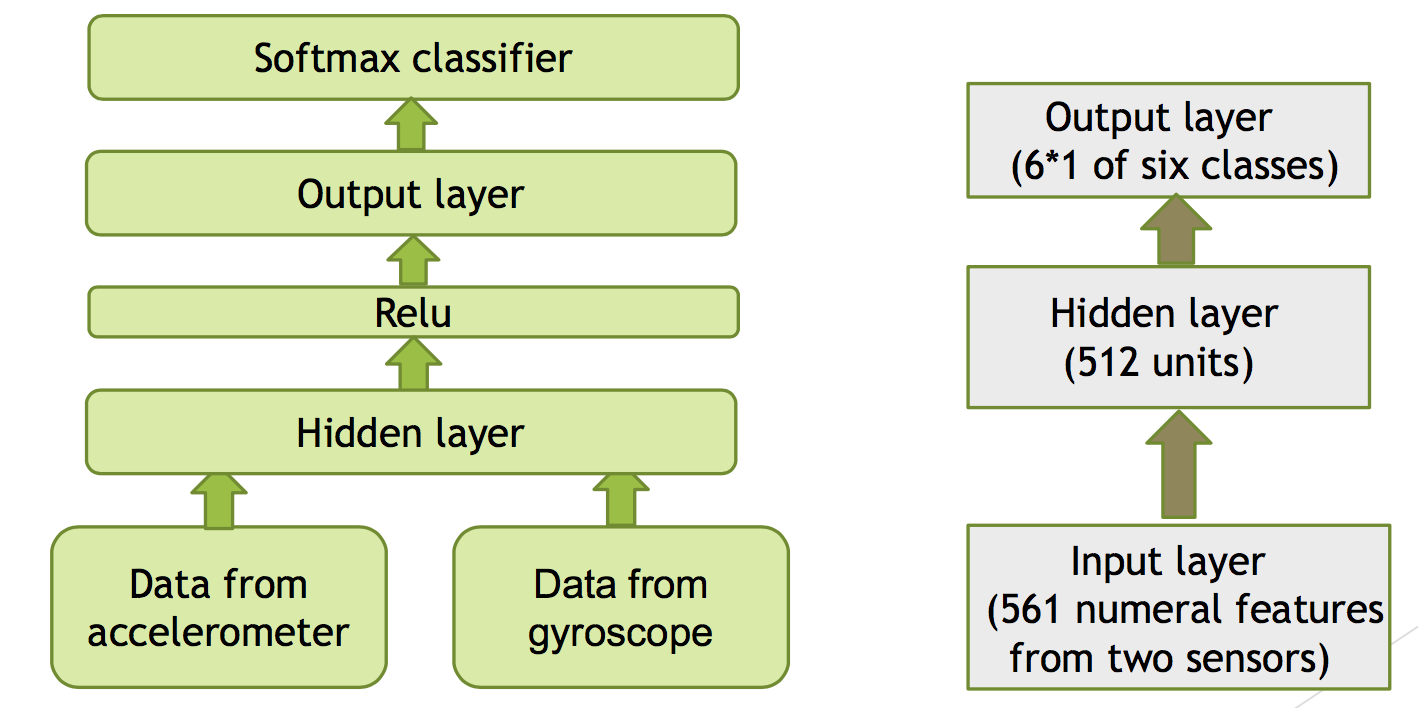 Softmax classifier
Output layer
Relu
Hidden layer
Data from
accelerometer
Data from
gyroscope
Output layer
(6*1 of six classes)
Hidden layer
(512 units)
Input layer
(561 numeral features
from two sensors)